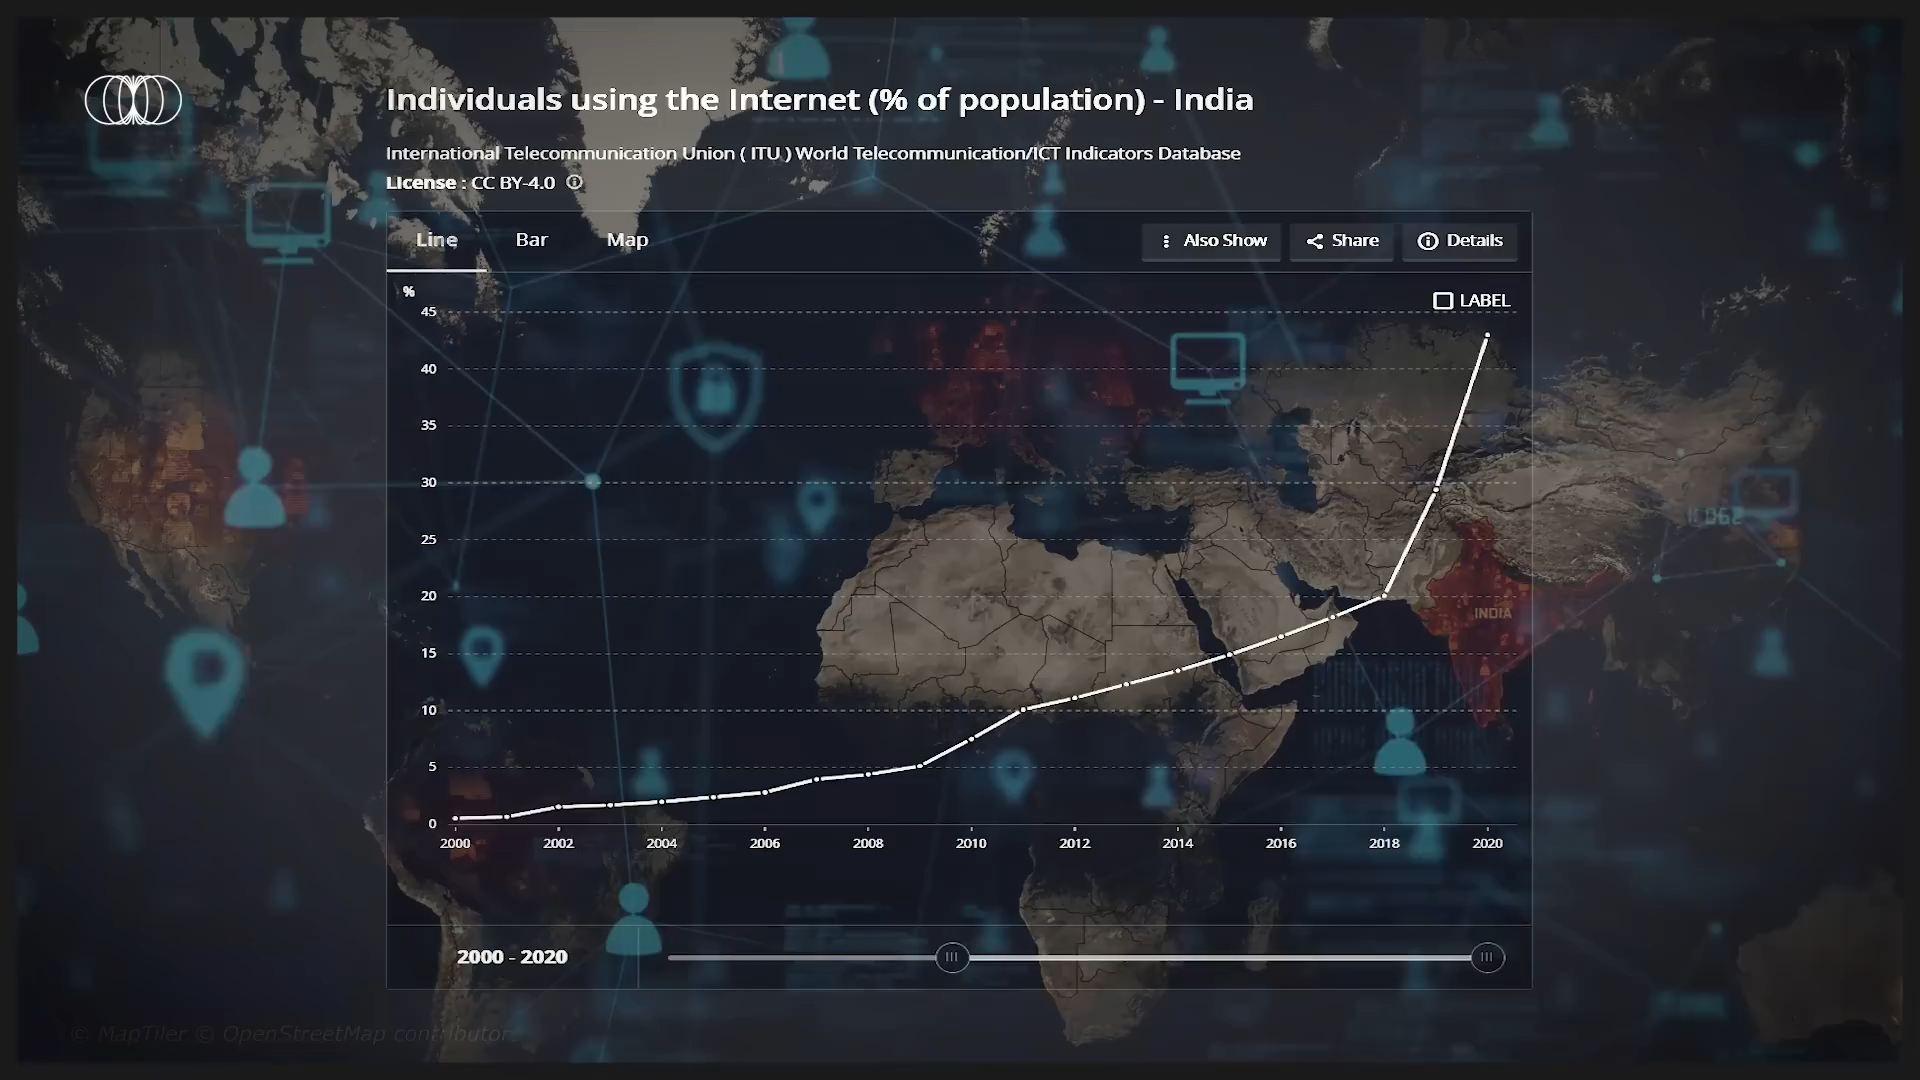 Individuals using the Internet (% of population) - India
International Telecommunication Union ( ITU ) World Telecommunication/ICT Indicators Database
License : CC BY-4.0
Line Bar Map Also Show Share Details
%
LABEL
45
40
35
30
25
20
15
10
5
0
INDIA
2000 2002 2004 2006 2008 2010 2012 2014 2016 2018 2020
2000 - 2020
© MapTiler © OpenStreetMap contributor